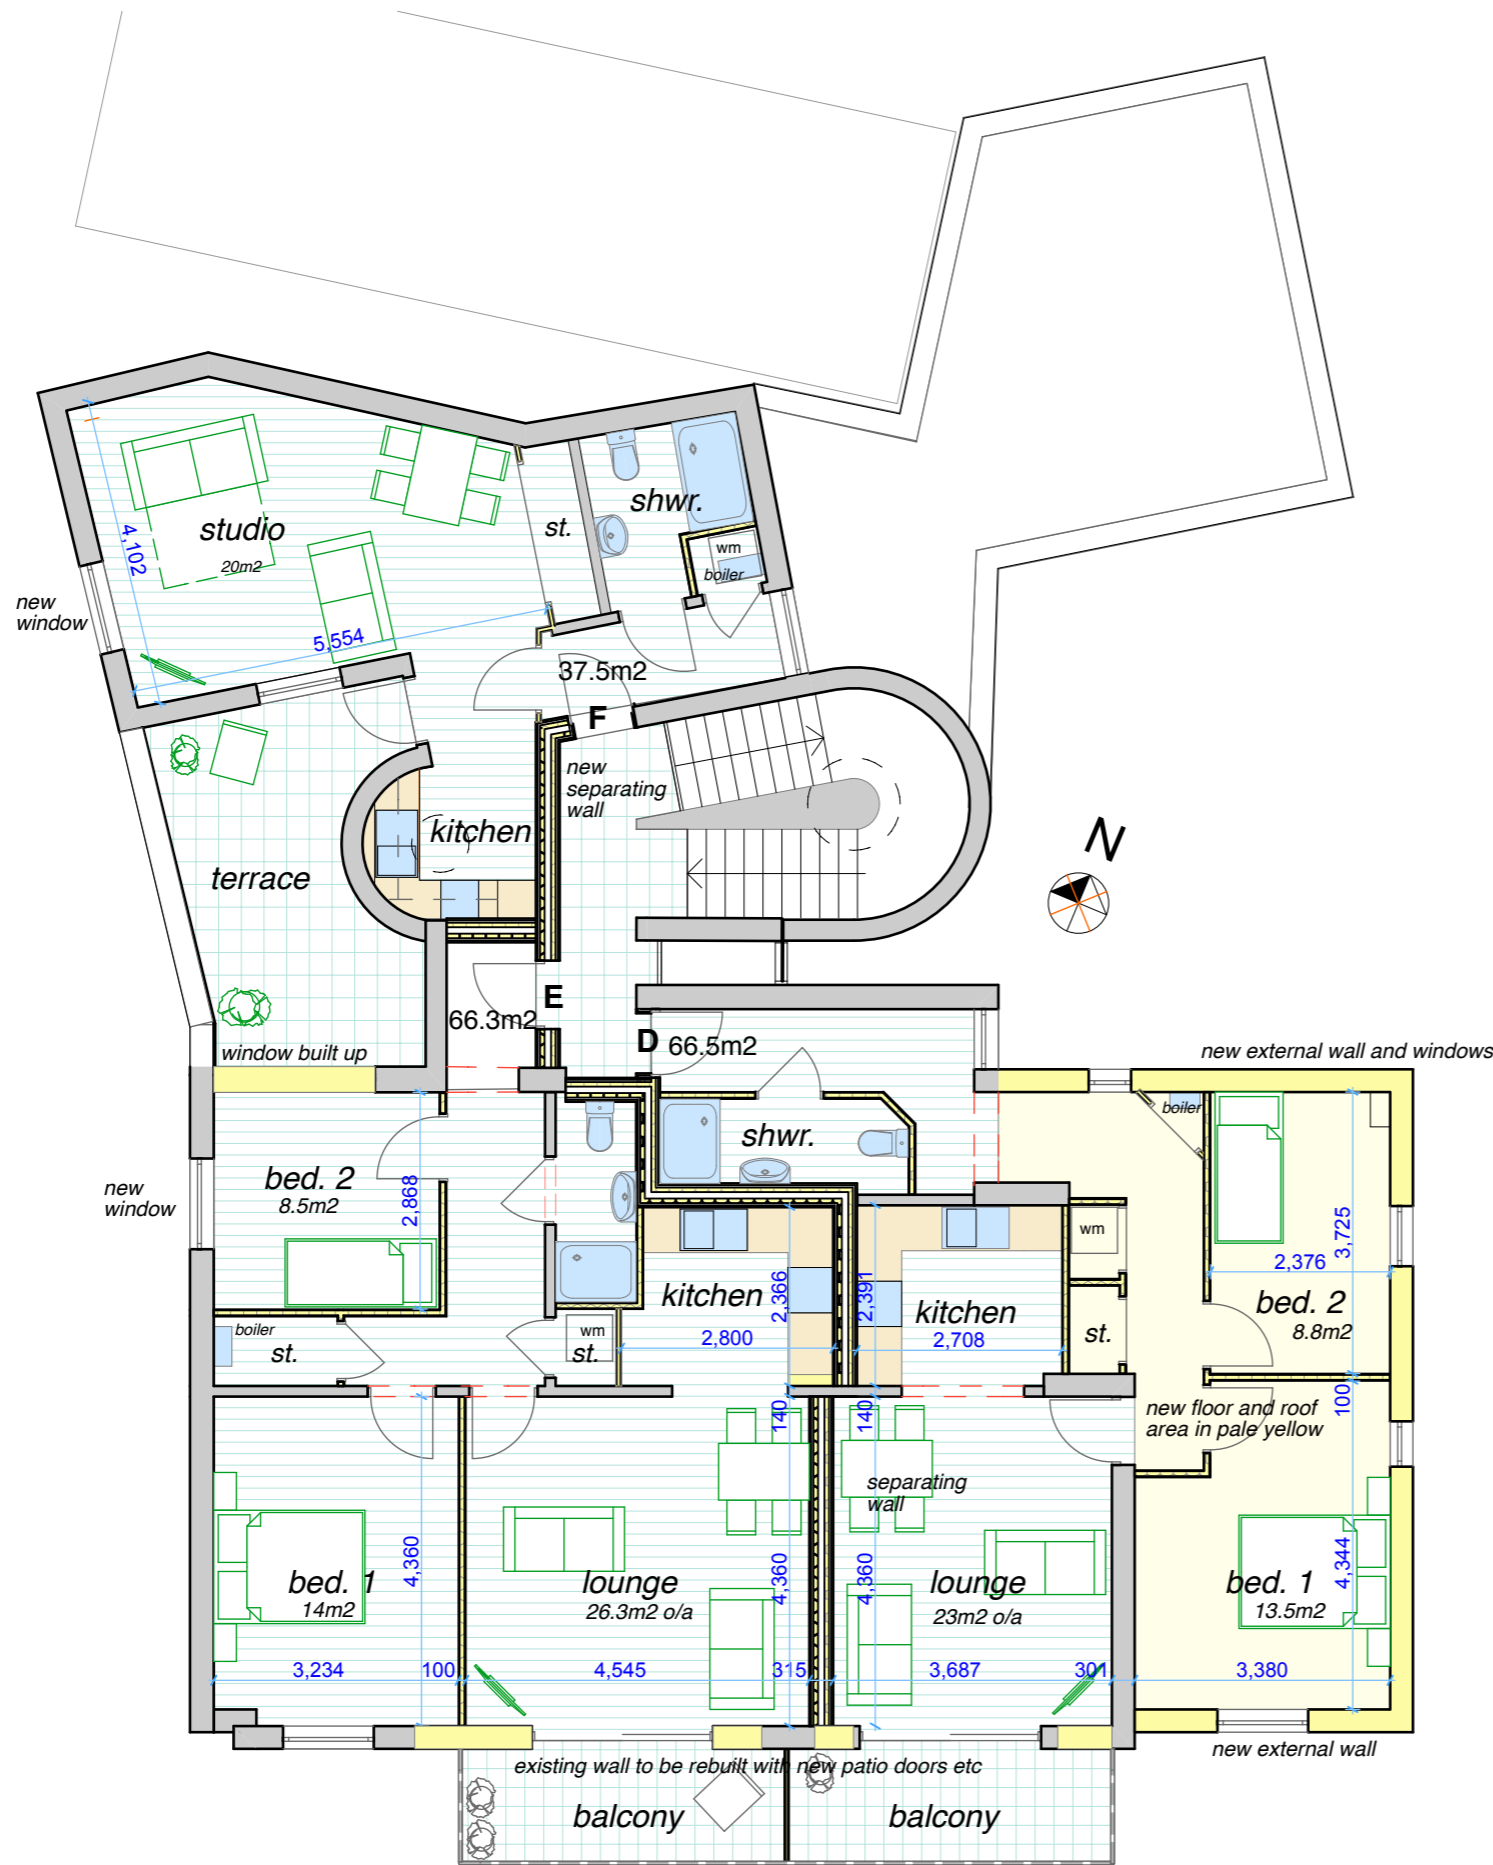 studio
20m2
4,102
5,554
new
window
st.
shwr.
wm
boiler
37.5m2
F
new
separating
wall
kitchen
terrace
N
E
66.3m2
D
66.5m2
window built up
new external wall and windows
boiler
shwr.
bed. 2
8.5m2
2,868
new
window
wm
3,725
2,376
bed. 2
8.8m2
kitchen
2,366
2,800
2,391
kitchen
2,708
st.
boiler
st.
wm
st.
140
140
100
new floor and roof
area in pale yellow
separating
wall
bed. 1
14m2
4,360
lounge
26.3m2 o/a
4,360
4,360
lounge
23m2 o/a
bed. 1
13.5m2
4,344
3,234
100
4,545
315
3,687
301
3,380
new external wall
existing wall to be rebuilt with new patio doors etc
balcony
balcony